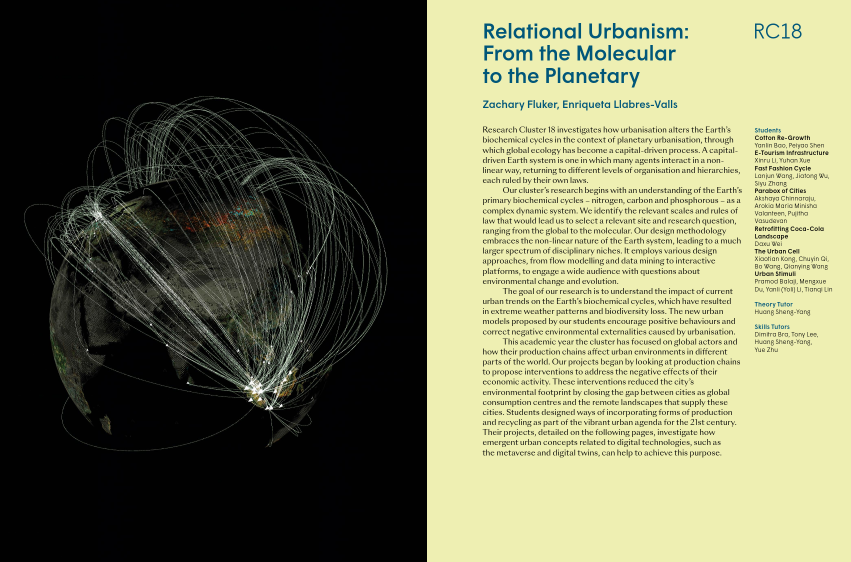 Relational Urbanism:
From the Molecular
to the Planetary
RC18
Zachary Fluker, Enriqueta Llabres-Valls
Research Cluster 18 investigates how urbanisation alters the Earth's
biochemical cycles in the context of planetary urbanisation, through
which global ecology has become a capital-driven process. A capital-
driven Earth system is one in which many agents interact in a non-
linear way, returning to different levels of organisation and hierarchies,
each ruled by their own laws.
Our cluster's research begins with an understanding of the Earth's
primary biochemical cycles – nitrogen, carbon and phosphorous – as a
complex dynamic system. We identify the relevant scales and rules of
law that would lead us to select a relevant site and research question,
ranging from the global to the molecular. Our design methodology
embraces the non-linear nature of the Earth system, leading to a much
larger spectrum of disciplinary niches. It employs various design
approaches, from flow modelling and data mining to interactive
platforms, to engage a wide audience with questions about
environmental change and evolution.
The goal of our research is to understand the impact of current
urban trends on the Earth's biochemical cycles, which have resulted
in extreme weather patterns and biodiversity loss. The new urban
models proposed by our students encourage positive behaviours and
correct negative environmental externalities caused by urbanisation.
This academic year the cluster has focused on global actors and
how their production chains affect urban environments in different
parts of the world. Our projects began by looking at production chains
to propose interventions to address the negative effects of their
economic activity. These interventions reduced the city's
environmental footprint by closing the gap between cities as global
consumption centres and the remote landscapes that supply these
cities. Students designed ways of incorporating forms of production
and recycling as part of the vibrant urban agenda for the 21st century.
Their projects, detailed on the following pages, investigate how
emergent urban concepts related to digital technologies, such as
the metaverse and digital twins, can help to achieve this purpose.
Students
Cotton Re-Growth
Yanlin Bao, Peiyao Shen
E-Tourism Infrastructure
Xinru Li, Yuhan Xue
Fast Fashion Cycle
Lanjun Wang, Jiatong Wu,
Siyu Zhang
Parabox of Cities
Akshaya Chinnaraju,
Arokia Maria Minisha
Valanteen, Pujitha
Vasudevan
Retrofitting Coca-Cola
Landscape
Daxu Wei
The Urban Cell
Xiaotian Kong, Chuyin Qi,
Bo Wang, Qianying Wang
Urban Stimuli
Pramod Balaji, Mengxue
Du, Yanli (Yoli) Li, Tianqi Lin
Theory Tutor
Huang Sheng-Yang
Skills Tutors
Dimitra Bra, Tony Lee,
Huang Sheng-Yang,
Yue Zhu